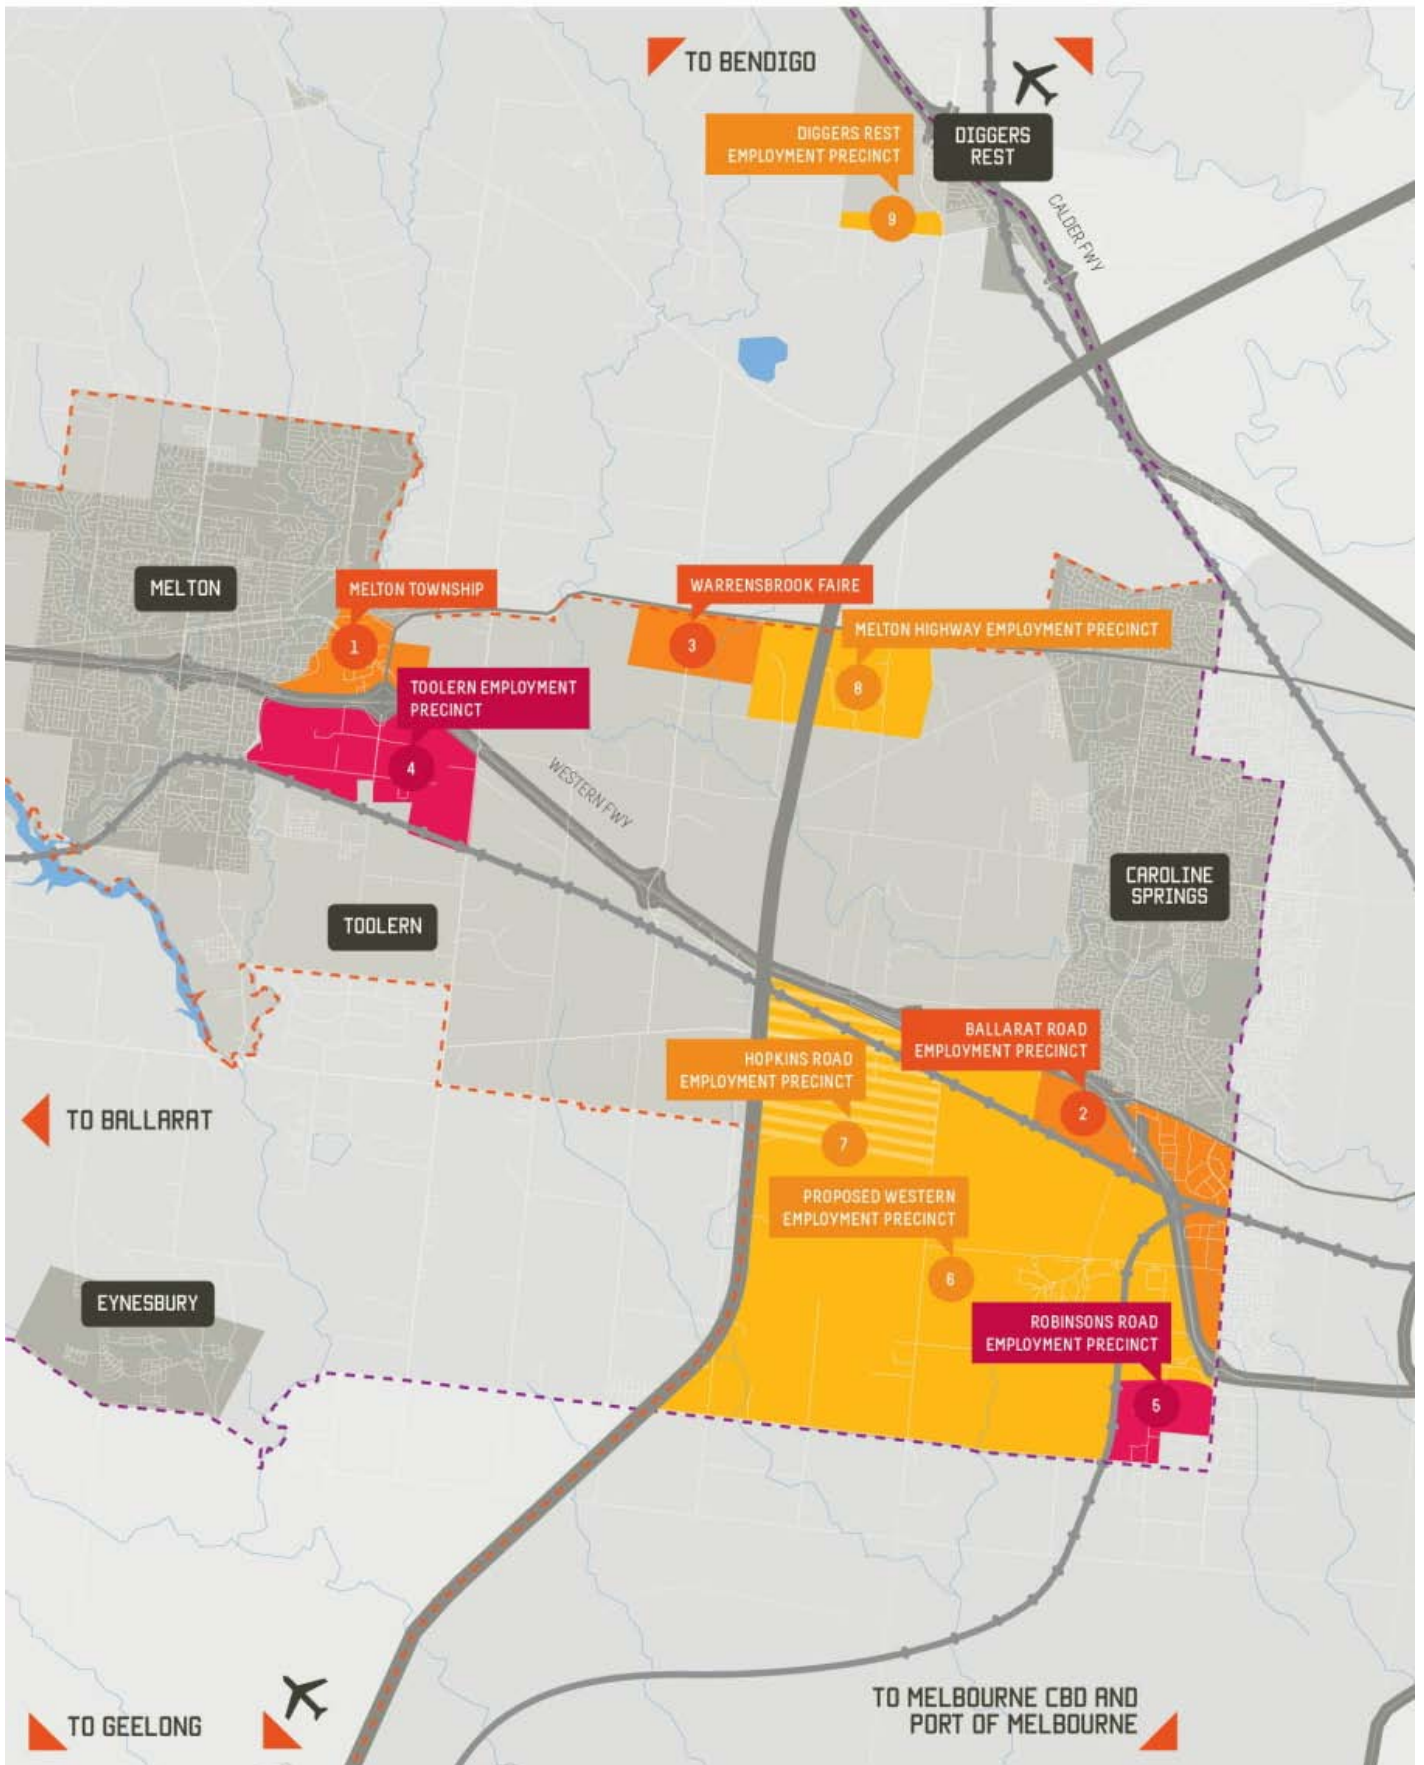 TO BENDIGO
DIGGERS REST
EMPLOYMENT PRECINCT
9
DIGGERS
REST
CALDER FWY
MELTON
MELTON TOWNSHIP
1
WARRENSBROOK FAIRE
3
MELTON HIGHWAY EMPLOYMENT PRECINCT
8
TOOLERN EMPLOYMENT
PRECINCT
4
WESTERN FWY
CAROLINE
SPRINGS
TOOLERN
BALLARAT ROAD
EMPLOYMENT PRECINCT
2
HOPKINS ROAD
EMPLOYMENT PRECINCT
7
TO BALLARAT
PROPOSED WESTERN
EMPLOYMENT PRECINCT
6
EYNESBURY
ROBINSONS ROAD
EMPLOYMENT PRECINCT
5
TO GEELONG
TO MELBOURNE CBD AND
PORT OF MELBOURNE